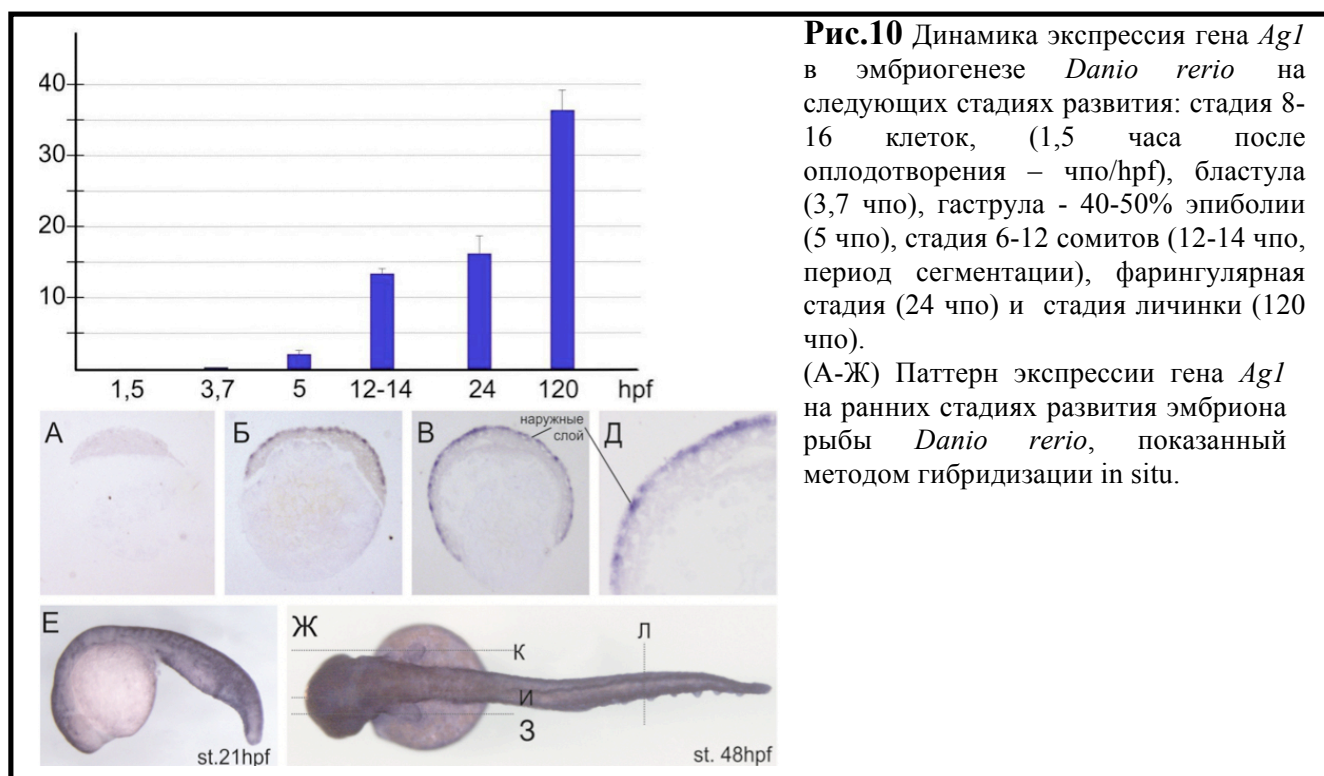 40
30
20
10
1,5 3,7 5 12-14 24 120 hpf
А Б В наружные слой Д
Е st.21hpf
Ж К И З Л st. 48hpf
Рис.10 Динамика экспрессия гена Ag1
в эмбриогенезе Danio rerio на
следующих стадиях развития: стадия 8-
16 клеток, (1,5 часа после
оплодотворения – чпо/hpf), бластула
(3,7 чпо), гаструла - 40-50% эпиболии
(5 чпо), стадия 6-12 сомитов (12-14 чпо,
период сегментации), фарингулярная
стадия (24 чпо) и стадия личинки (120
чпо).
(А-Ж) Паттерн экспрессии гена Ag1
на ранних стадиях развития эмбриона
рыбы Danio rerio, показанный
методом гибридизации in situ.